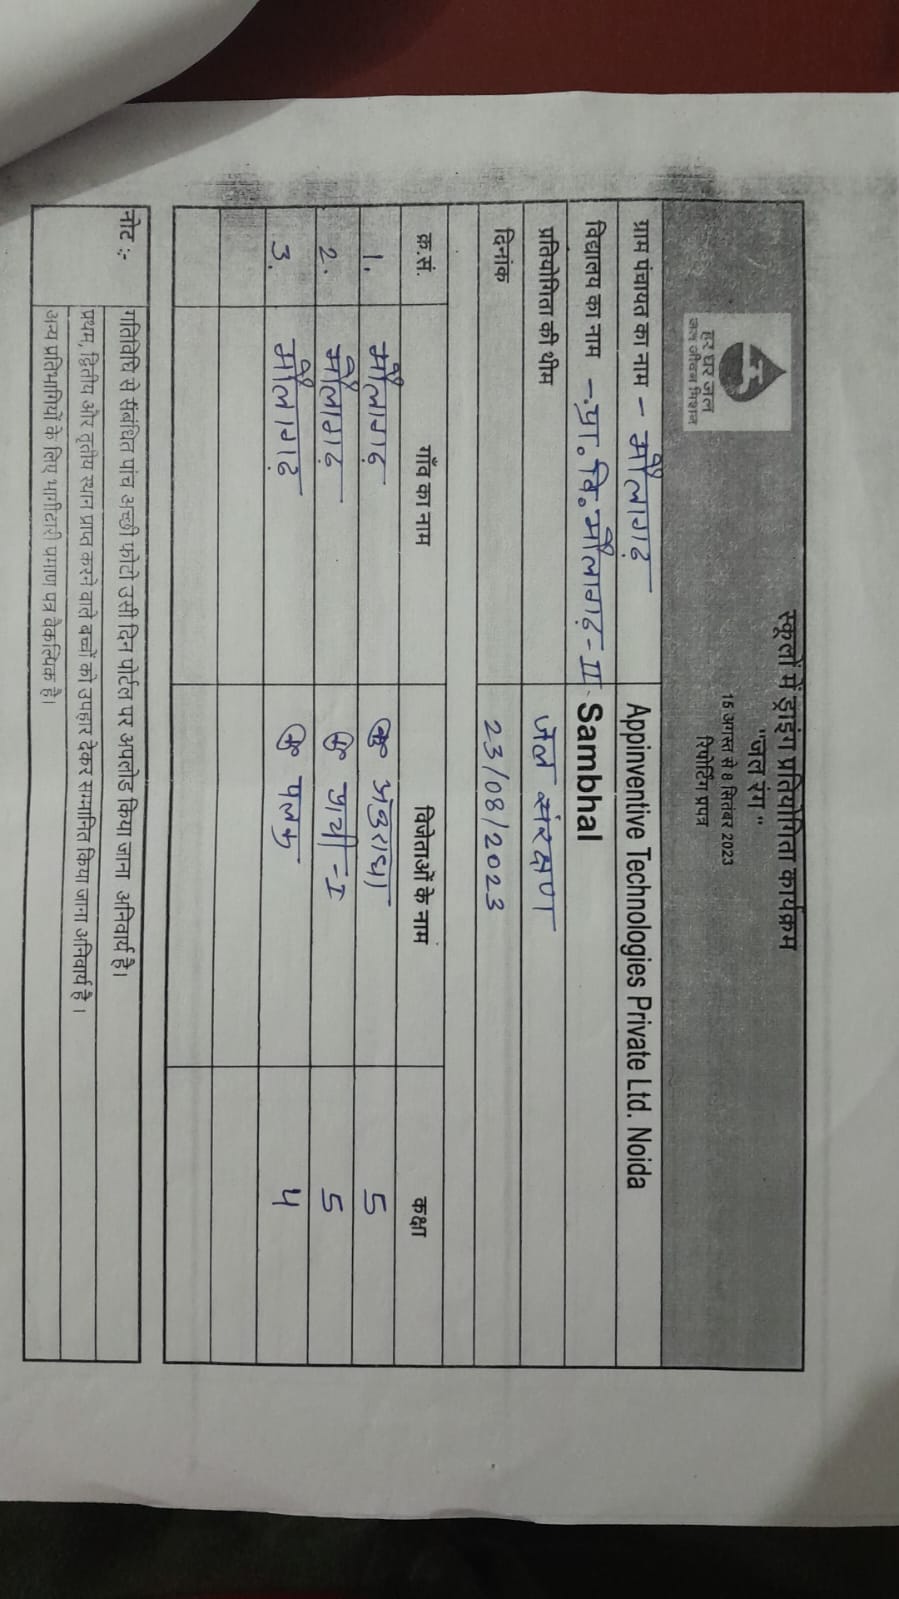 स्कूलों में ड्राइंग प्रतियोगिता कार्यक्रम
"जल रंग"
15 अगस्त से 8 सितंबर 2023
रिपोर्टिंग प्रपत्र
हर घर जल
जल जीवन मिशन
ग्राम पंचायत का नाम - मौलागढ़ Appinventive Technologies Private Ltd. Noida
विद्यालय का नाम - प्रा. वि. मौलागढ़-II Sambhal
प्रतियोगिता की थीम जल संरक्षण
दिनांक 23/08/2023
क्र.सं. गाँव का नाम विजेताओं के नाम कक्षा
1. मौलागढ़ कु० अनुराधा 5
2. मौलागढ़ कु० प्राची-I 5
3. मौलागढ़ कु० पलक 4
नोट :- गतिविधि से संबंधित पांच अच्छी फोटो उसी दिन पोर्टल पर अपलोड किया जाना अनिवार्य है।
प्रथम, द्वितीय और तृतीय स्थान प्राप्त करने वाले बच्चों को उपहार देकर सम्मानित किया जाना अनिवार्य है।
अन्य प्रतिभागियों के लिए भागीदारी प्रमाण पत्र वैकल्पिक है।